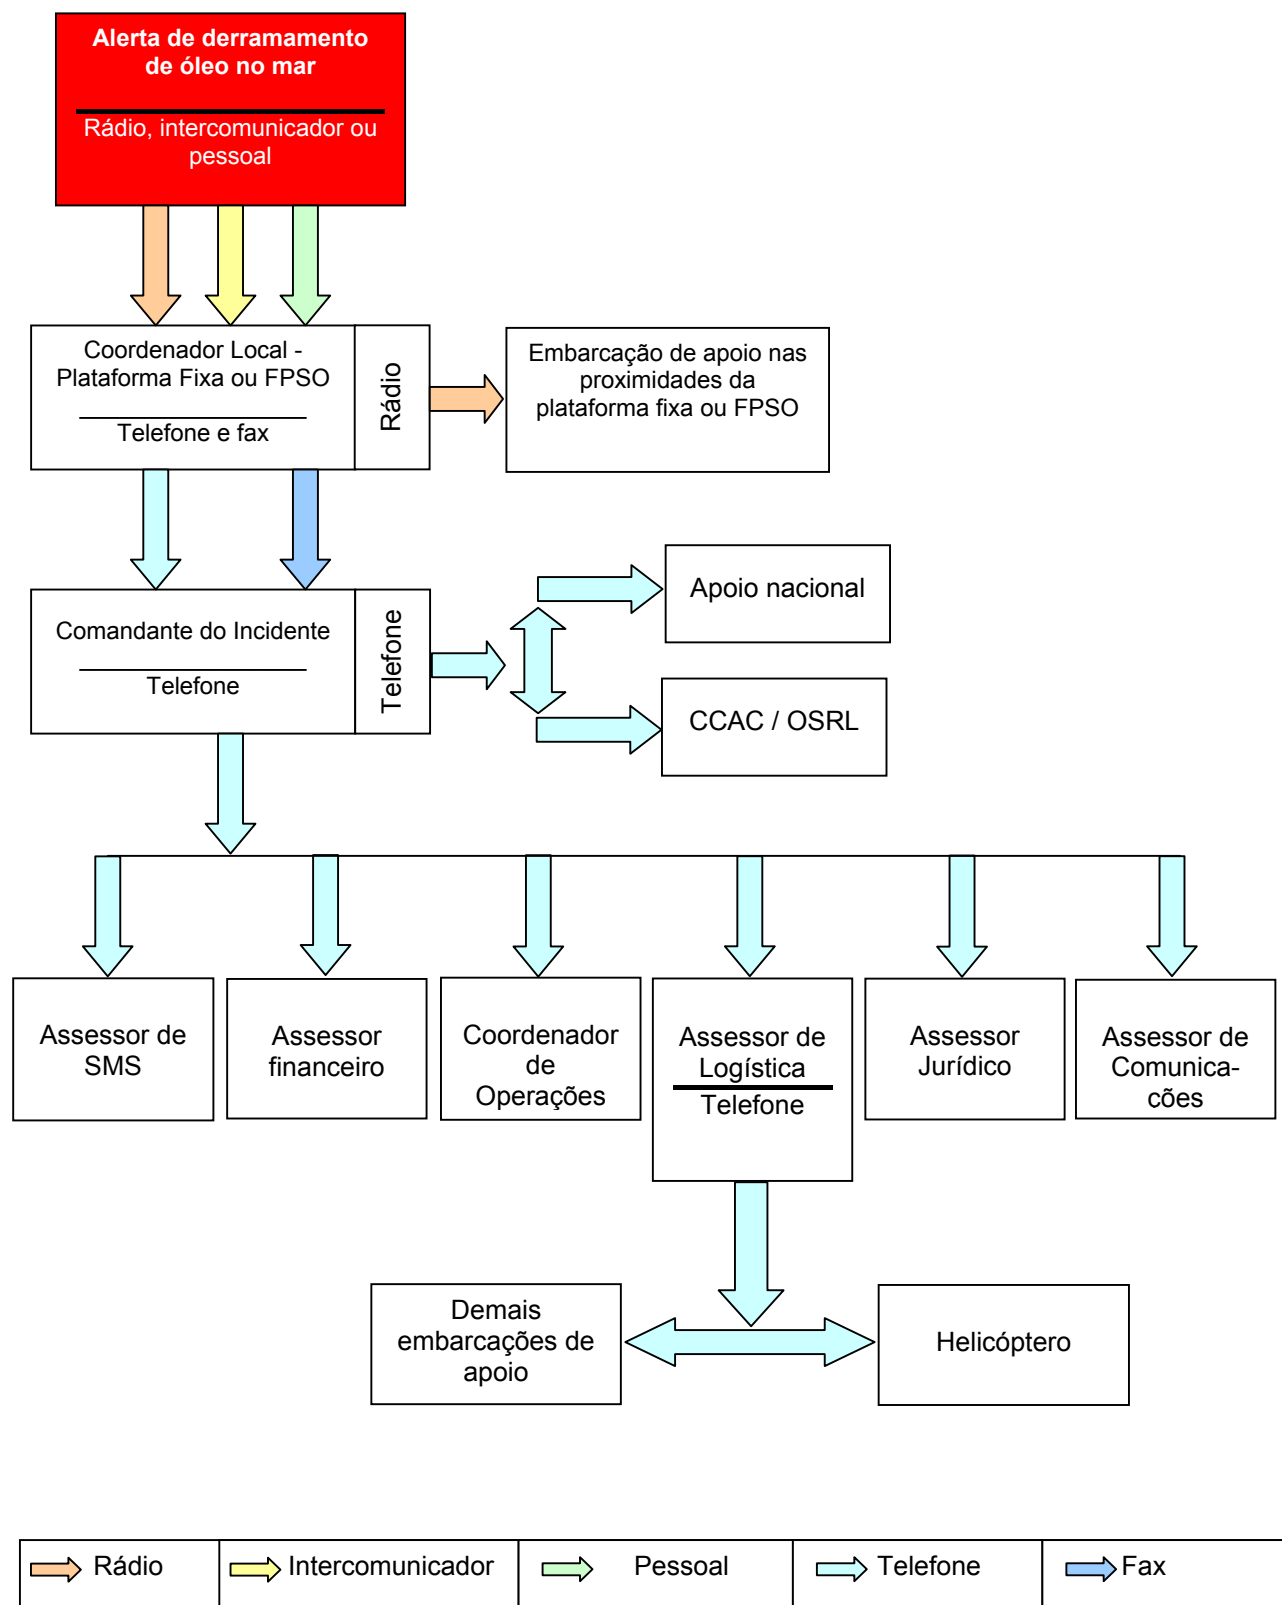 Alerta de derramamento
de óleo no mar
Rádio, intercomunicador ou
pessoal
Coordenador Local -
Plataforma Fixa ou FPSO
Telefone e fax
Rádio
Embarcação de apoio nas
proximidades da
plataforma fixa ou FPSO
Comandante do Incidente
Telefone
Telefone
Apoio nacional
CCAC / OSRL
Assessor de
SMS
Assessor
financeiro
Coordenador
de
Operações
Assessor de
Logística
Telefone
Assessor
Jurídico
Assessor de
Comunica-
cões
Demais
embarcações de
apoio
Helicóptero
Rádio
Intercomunicador
Pessoal
Telefone
Fax